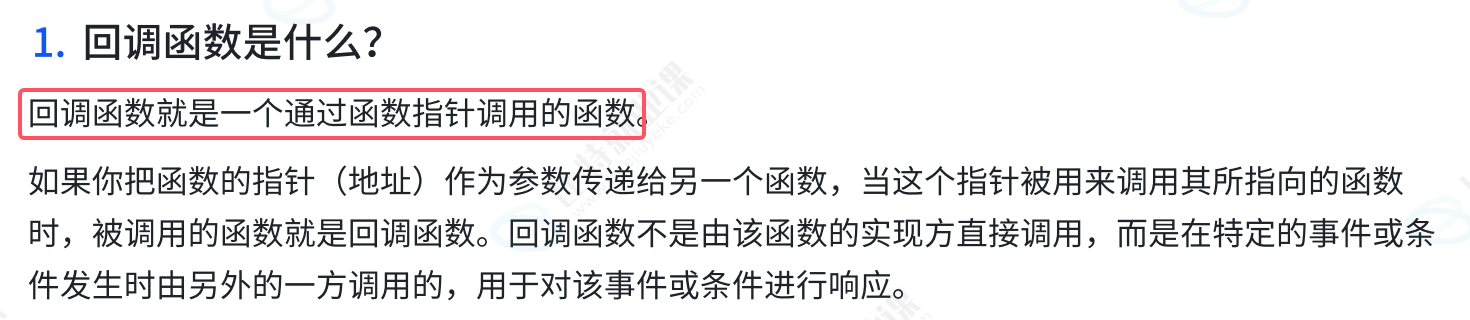 1. 回调函数是什么？
回调函数就是一个通过函数指针调用的函数。
如果你把函数的指针（地址）作为参数传递给另一个函数，当这个指针被用来调用其所指向的函数
时，被调用的函数就是回调函数。回调函数不是由该函数的实现方直接调用，而是在特定的事件或条
件发生时由另外的一方调用的，用于对该事件或条件进行响应。